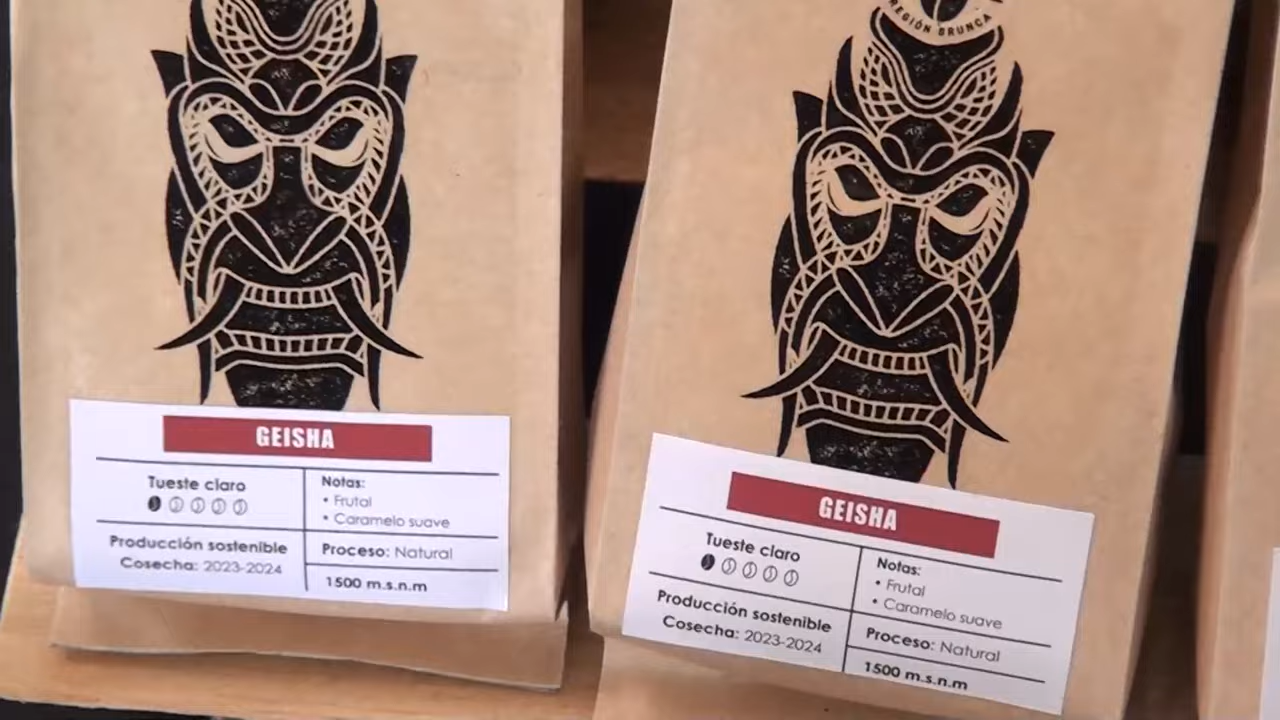 GEISHA
Tueste claro
Notas:
• Frutal
• Caramelo suave
Producción sostenible
Cosecha: 2023-2024
Proceso: Natural
1500 m.s.n.m
REGIÓN BRUNCA
GEISHA
Tueste claro
Notas:
• Frutal
• Caramelo suave
Producción sostenible
Cosecha: 2023-2024
Proceso: Natural
1500 m.s.n.m